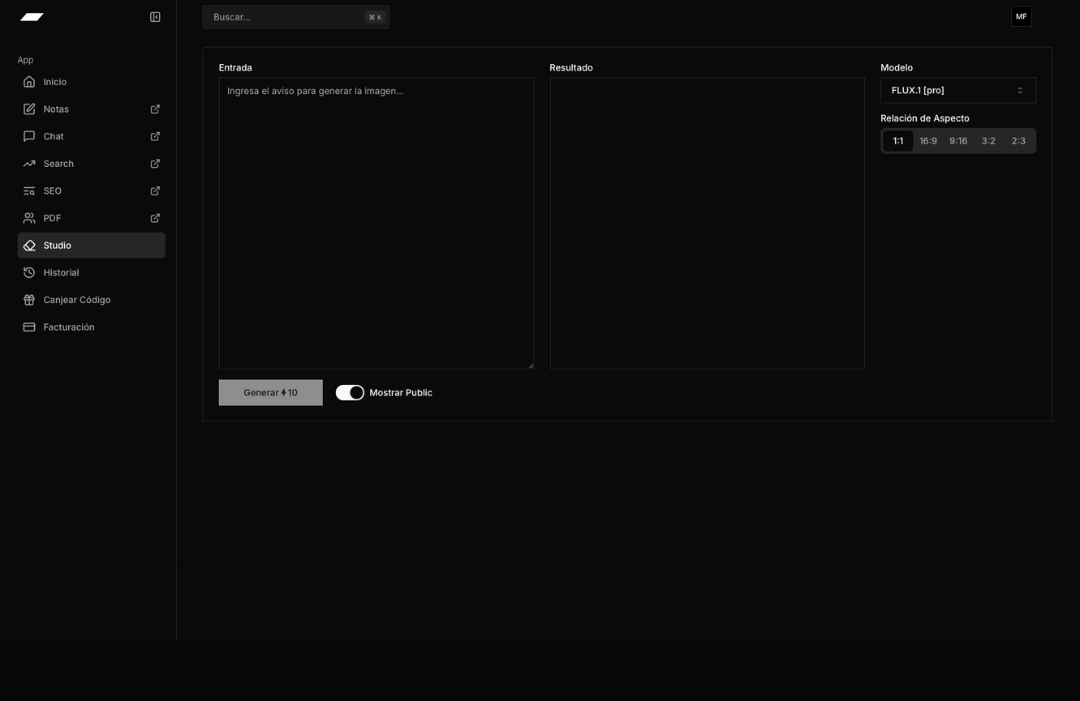 Buscar...
⌘ K
MF
App
Inicio
Notas
Chat
Search
SEO
PDF
Studio
Historial
Canjear Código
Facturación
Entrada
Ingresa el aviso para generar la imagen...
Generar 10
Mostrar Public
Resultado
Modelo
FLUX.1 [pro]
Relación de Aspecto
1:1 16:9 9:16 3:2 2:3